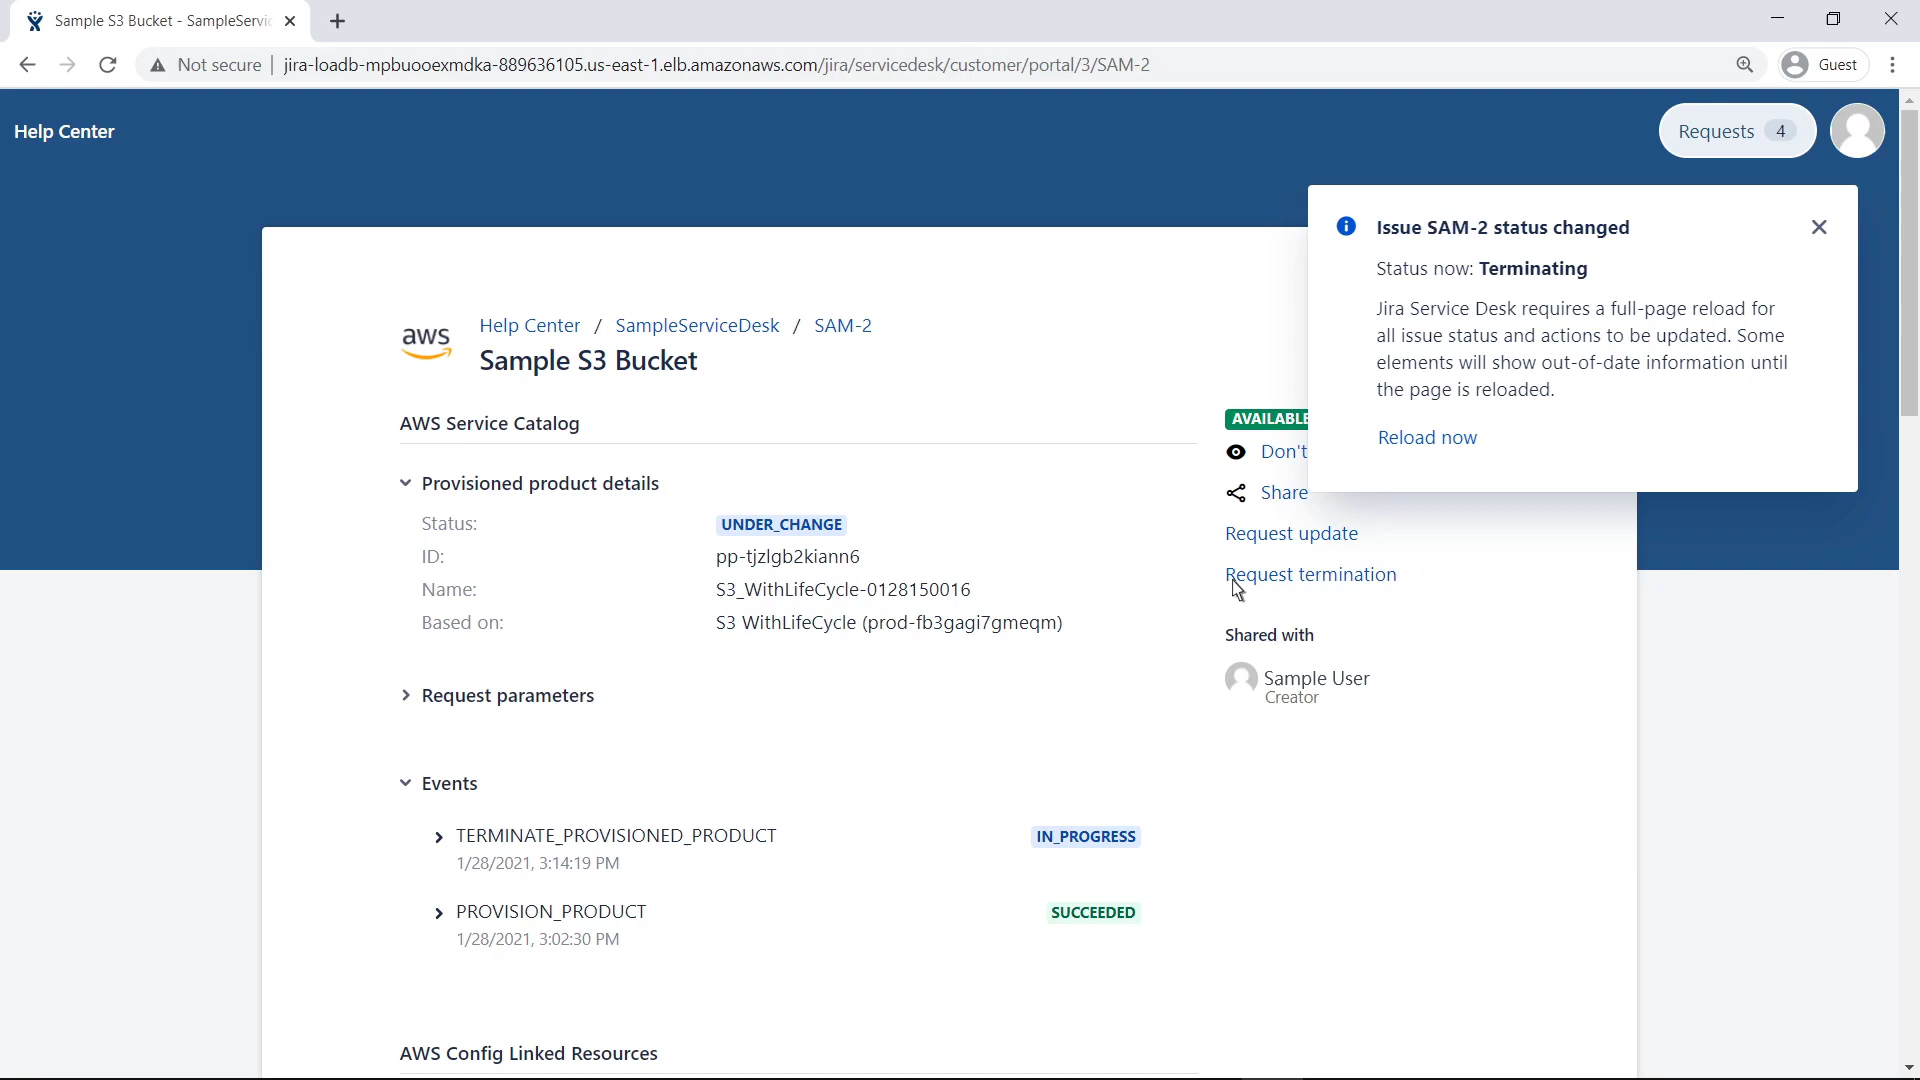 Sample S3 Bucket - SampleServic
Not secure
jira-loadb-mpbuooexmdka-889636105.us-east-1.elb.amazonaws.com/jira/servicedesk/customer/portal/3/SAM-2
Guest
Help Center
Requests 4
Issue SAM-2 status changed
Status now: Terminating
Jira Service Desk requires a full-page reload for
all issue status and actions to be updated. Some
elements will show out-of-date information until
the page is reloaded.
Reload now
aws
Help Center / SampleServiceDesk / SAM-2
Sample S3 Bucket
AWS Service Catalog
Provisioned product details
Status: UNDER_CHANGE
ID: pp-tjzlgb2kiann6
Name: S3_WithLifeCycle-0128150016
Based on: S3 WithLifeCycle (prod-fb3gagi7gmeqm)
Request parameters
Events
TERMINATE_PROVISIONED_PRODUCT IN_PROGRESS
1/28/2021, 3:14:19 PM
PROVISION_PRODUCT SUCCEEDED
1/28/2021, 3:02:30 PM
AWS Config Linked Resources
AVAILABLE
Don't
Share
Request update
Request termination
Shared with
Sample User
Creator